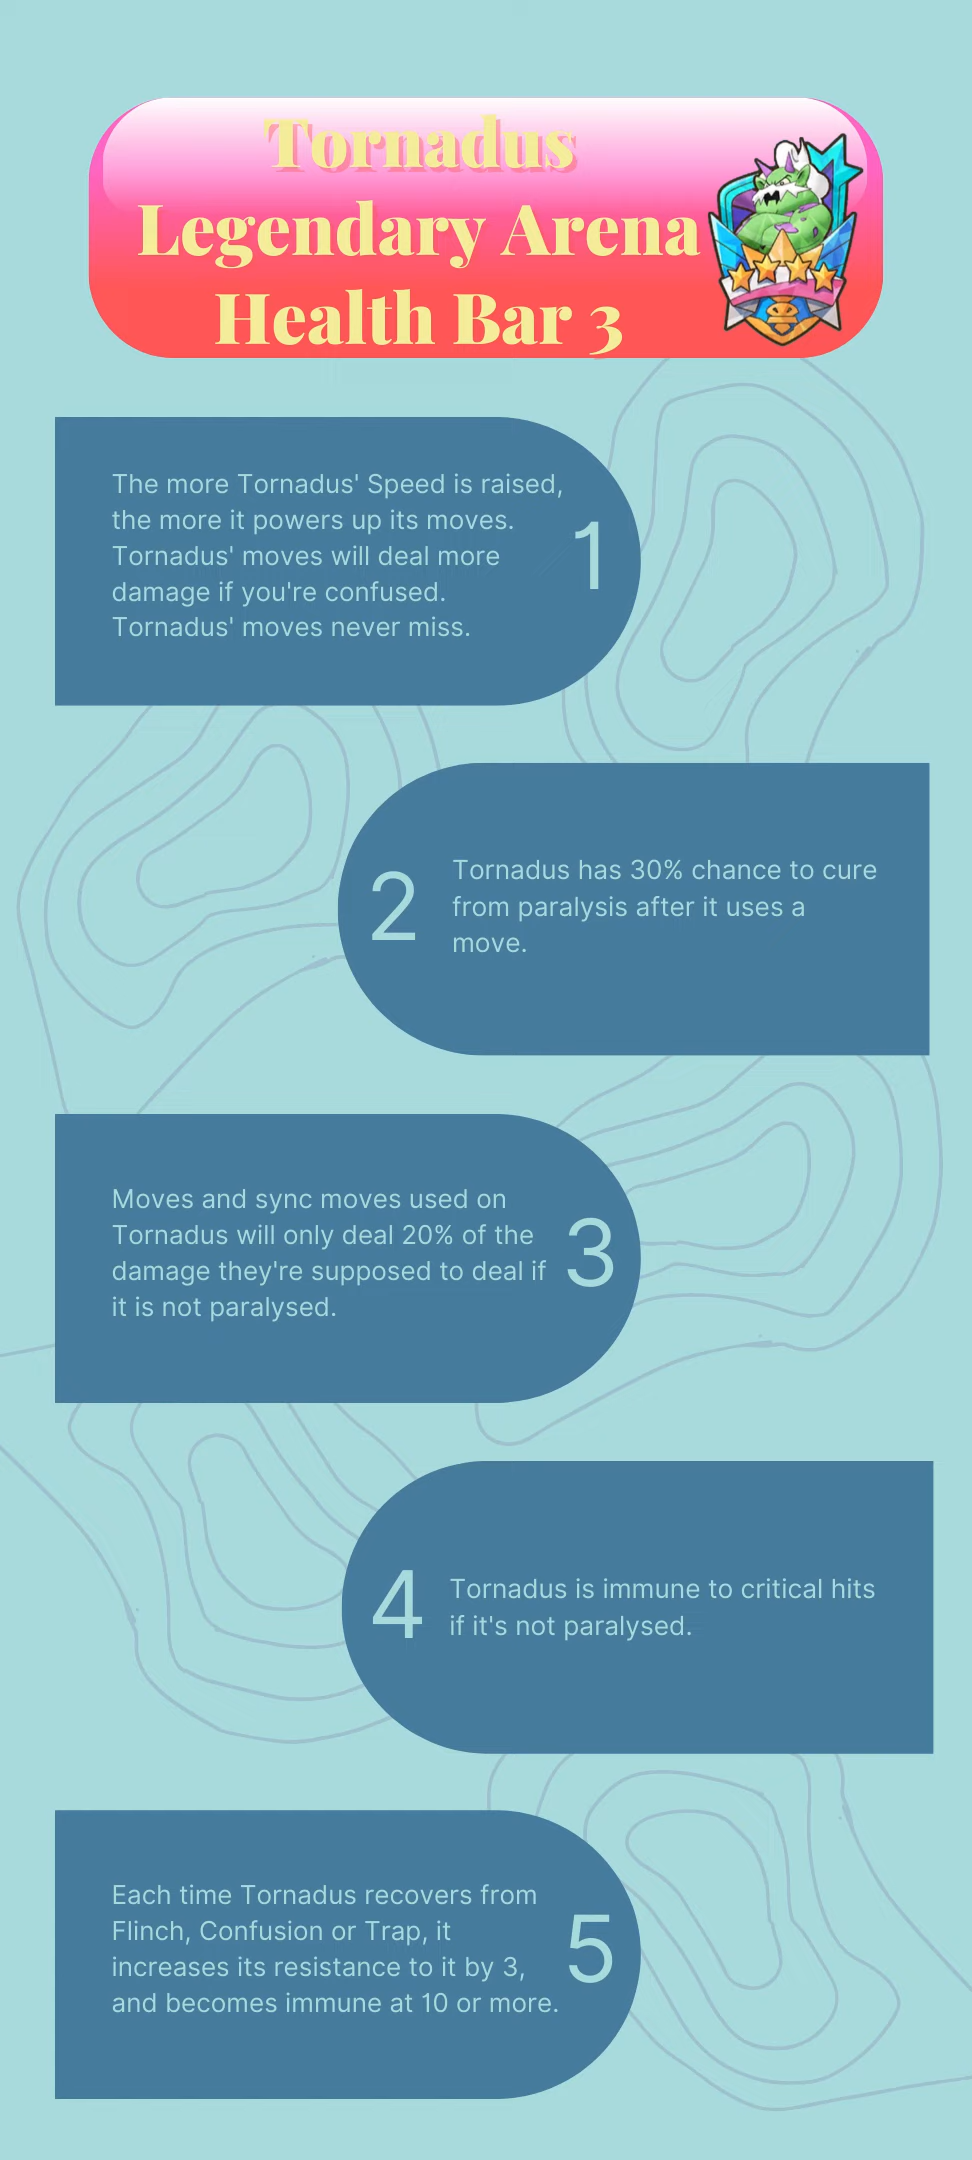 Tornadus
Legendary Arena
Health Bar 3
The more Tornadus' Speed is raised,
the more it powers up its moves.
Tornadus' moves will deal more
damage if you're confused.
Tornadus' moves never miss.
1
2
Tornadus has 30% chance to cure
from paralysis after it uses a
move.
Moves and sync moves used on
Tornadus will only deal 20% of the
damage they're supposed to deal if
it is not paralysed.
3
4
Tornadus is immune to critical hits
if it's not paralysed.
Each time Tornadus recovers from
Flinch, Confusion or Trap, it
increases its resistance to it by 3,
and becomes immune at 10 or more.
5